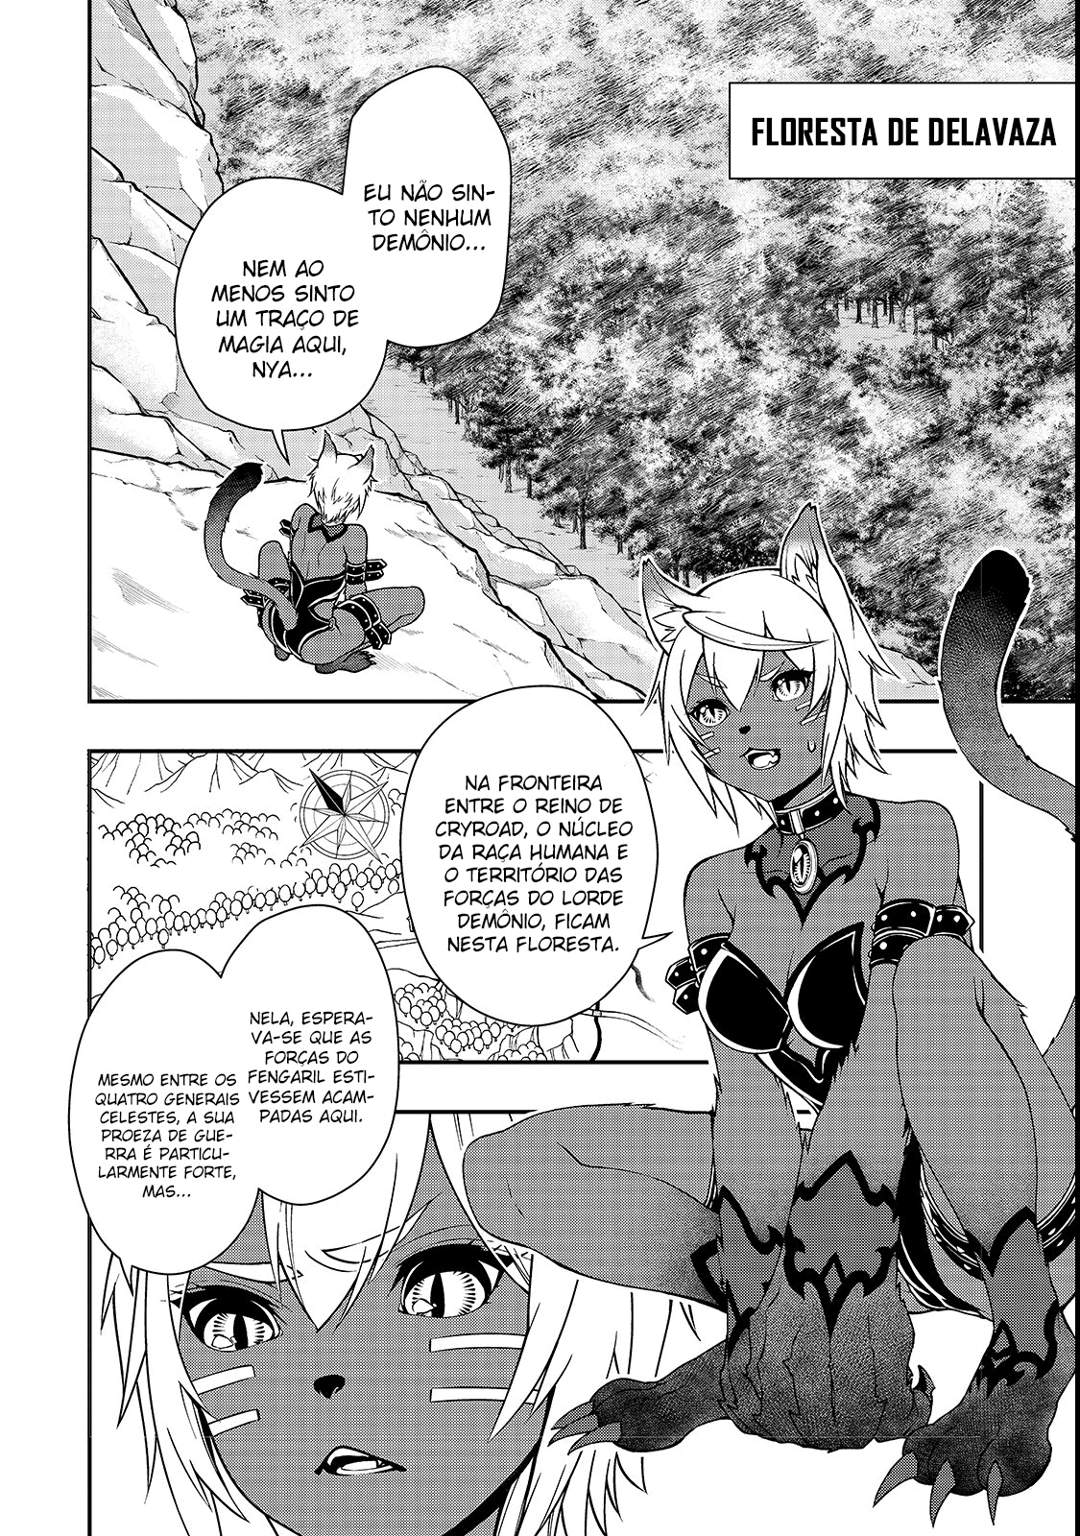 FLORESTA DE DELAVAZA
EU NÃO SIN-
TO NENHUM
DEMÔNIO...
NEM AO
MENOS SINTO
UM TRAÇO DE
MAGIA AQUI,
NYA...
NA FRONTEIRA
ENTRE O REINO DE
CRYROAD, O NÚCLEO
DA RAÇA HUMANA E
O TERRITÓRIO DAS
FORÇAS DO LORDE
DEMÔNIO, FICAM
NESTA FLORESTA.
NELA, ESPERA-
VA-SE QUE AS
FORÇAS DO
FENGARIL ESTI-
VESSEM ACAM-
PADAS AQUI.
MESMO ENTRE OS
QUATRO GENERAIS
CELESTES, A SUA
PROEZA DE GUE-
RRA É PARTICU-
LARMENTE FORTE,
MAS...